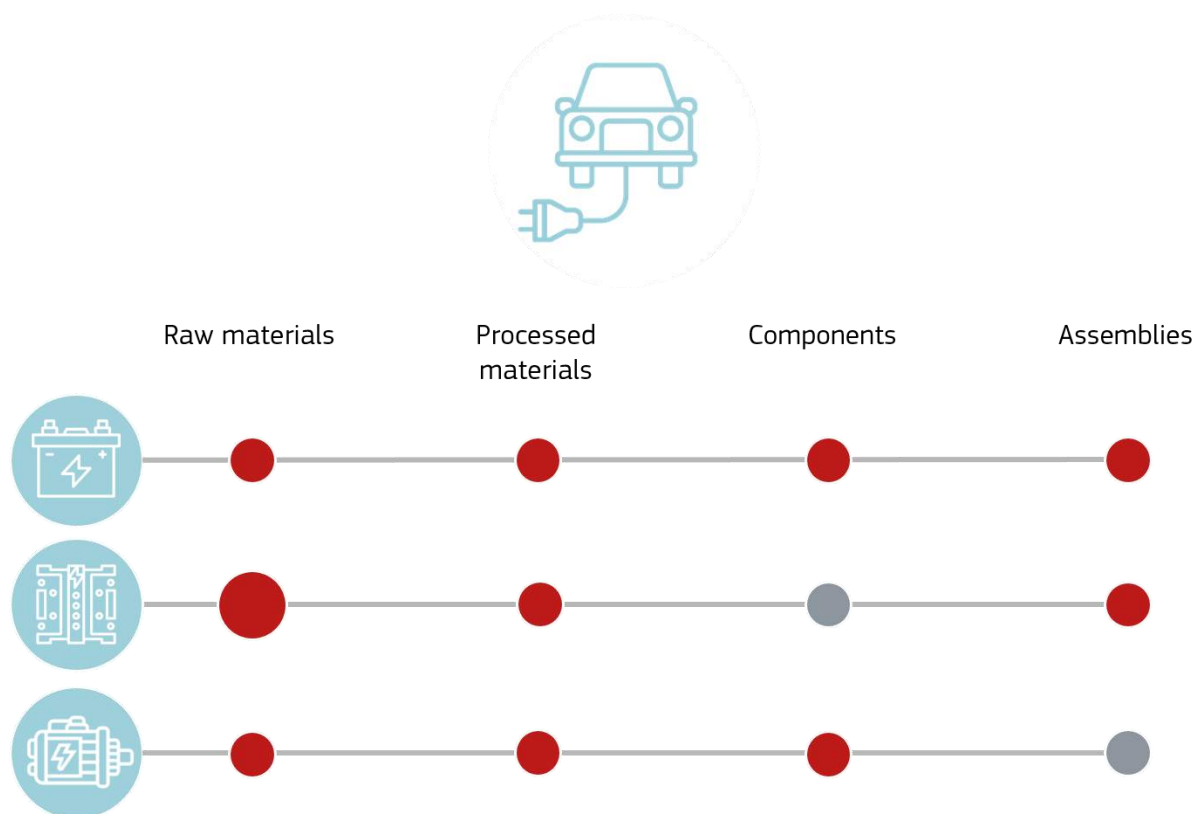 Raw materials
Processed
materials
Components
Assemblies